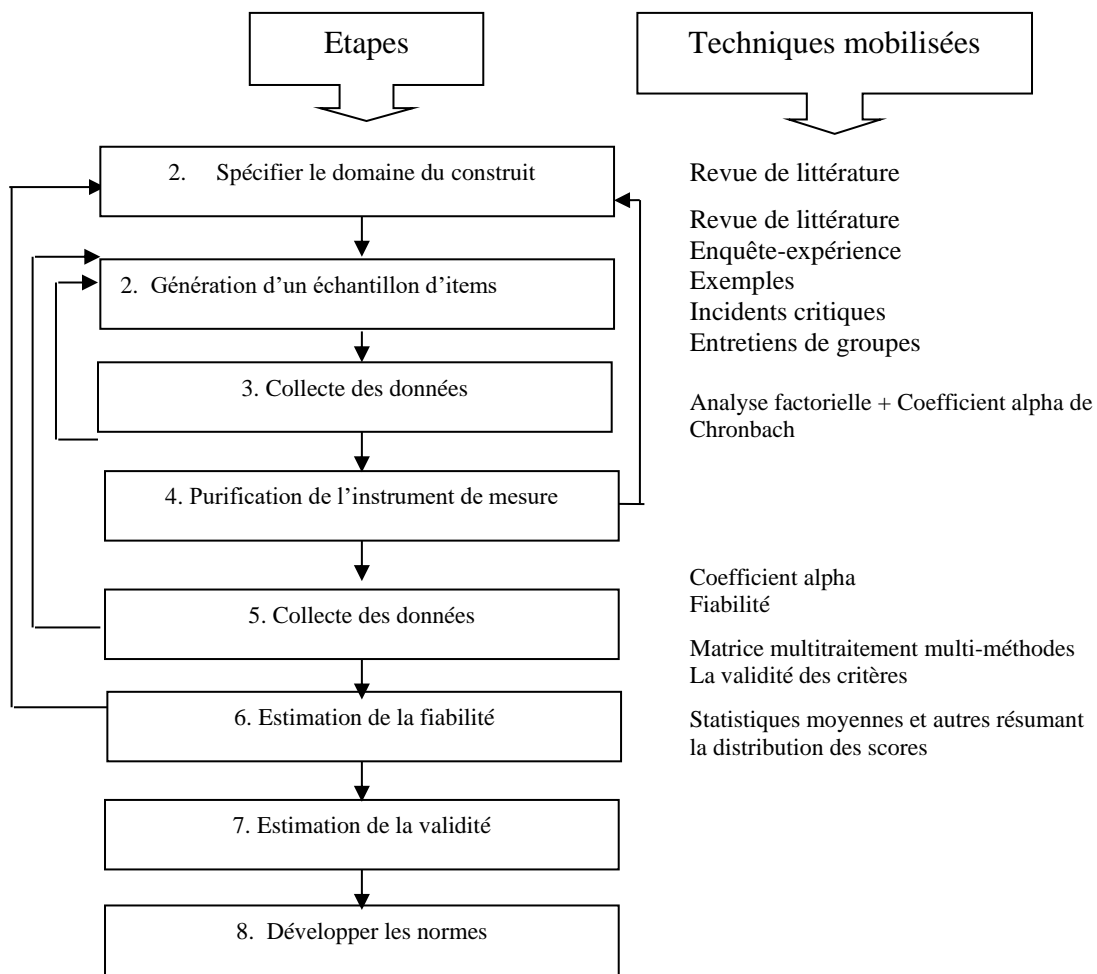 Etapes
Techniques mobilisées
2. Spécifier le domaine du construit
2. Génération d'un échantillon d'items
3. Collecte des données
4. Purification de l'instrument de mesure
5. Collecte des données
6. Estimation de la fiabilité
7. Estimation de la validité
8. Développer les normes
Revue de littérature
Revue de littérature
Enquête-expérience
Exemples
Incidents critiques
Entretiens de groupes
Analyse factorielle + Coefficient alpha de
Chronbach
Coefficient alpha
Fiabilité
Matrice multitraitement multi-méthodes
La validité des critères
Statistiques moyennes et autres résumant
la distribution des scores